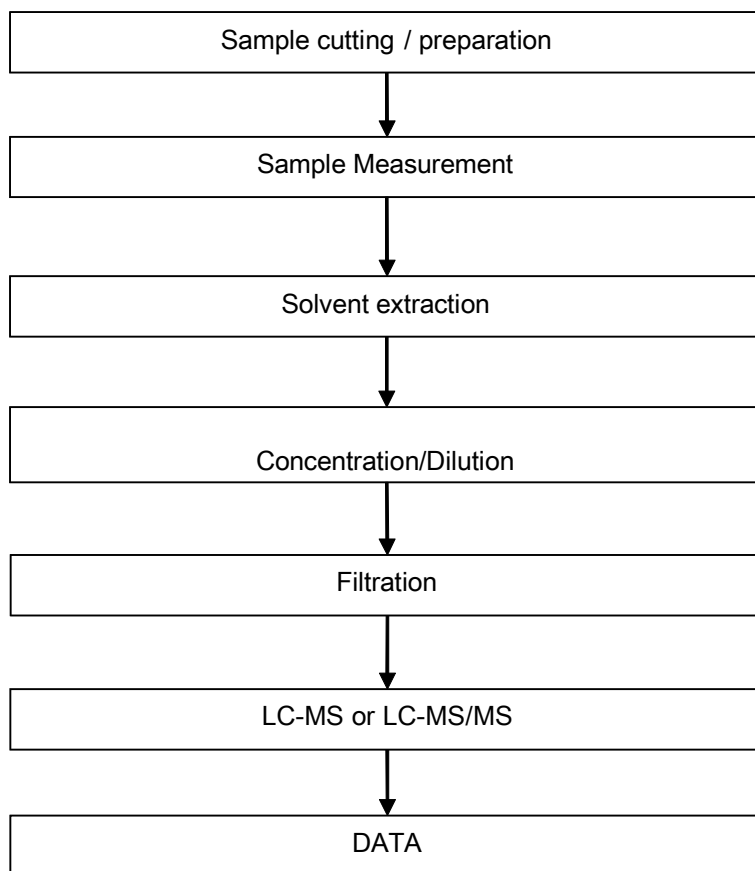 Sample cutting / preparation
Sample Measurement
Solvent extraction
Concentration/Dilution
Filtration
LC-MS or LC-MS/MS
DATA